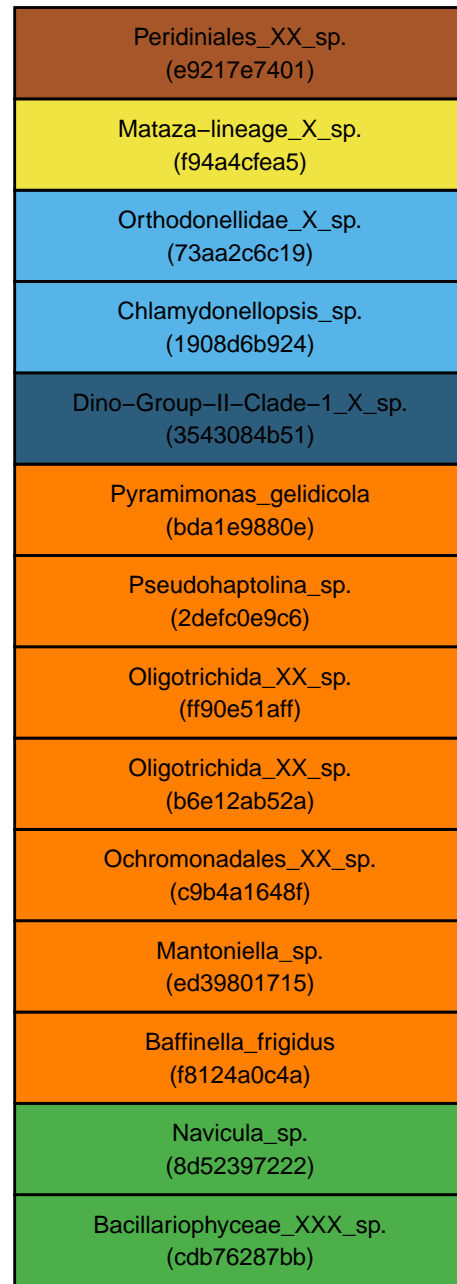 Peridiniales_XX_sp.
(e9217e7401)
Mataza−lineage_X_sp.
(f94a4cfea5)
Orthodonellidae_X_sp.
(73aa2c6c19)
Chlamydonellopsis_sp.
(1908d6b924)
Dino−Group−II−Clade−1_X_sp.
(3543084b51)
Pyramimonas_gelidicola
(bda1e9880e)
Pseudohaptolina_sp.
(2defc0e9c6)
Oligotrichida_XX_sp.
(ff90e51aff)
Oligotrichida_XX_sp.
(b6e12ab52a)
Ochromonadales_XX_sp.
(c9b4a1648f)
Mantoniella_sp.
(ed39801715)
Baffinella_frigidus
(f8124a0c4a)
Navicula_sp.
(8d52397222)
Bacillariophyceae_XXX_sp.
(cdb76287bb)